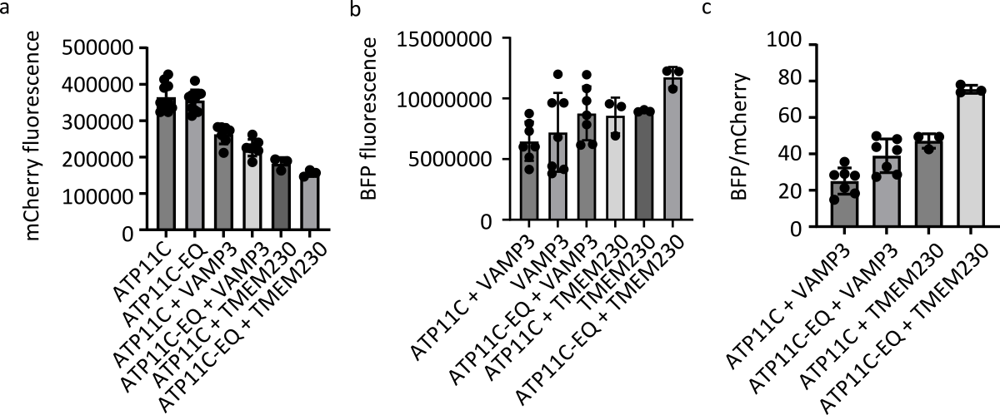 a
mCherry fluorescence
500000
400000
300000
200000
100000
0
ATP11C
ATP11C-EQ
ATP11C + VAMP3
ATP11C-EQ + VAMP3
ATP11C + TMEM230
ATP11C-EQ + TMEM230
b
BFP fluorescence
15000000
10000000
5000000
0
ATP11C + VAMP3
VAMP3
ATP11C-EQ + VAMP3
ATP11C + TMEM230
TMEM230
ATP11C-EQ + TMEM230
c
BFP/mCherry
100
80
60
40
20
0
ATP11C + VAMP3
ATP11C-EQ + VAMP3
ATP11C + TMEM230
ATP11C-EQ + TMEM230